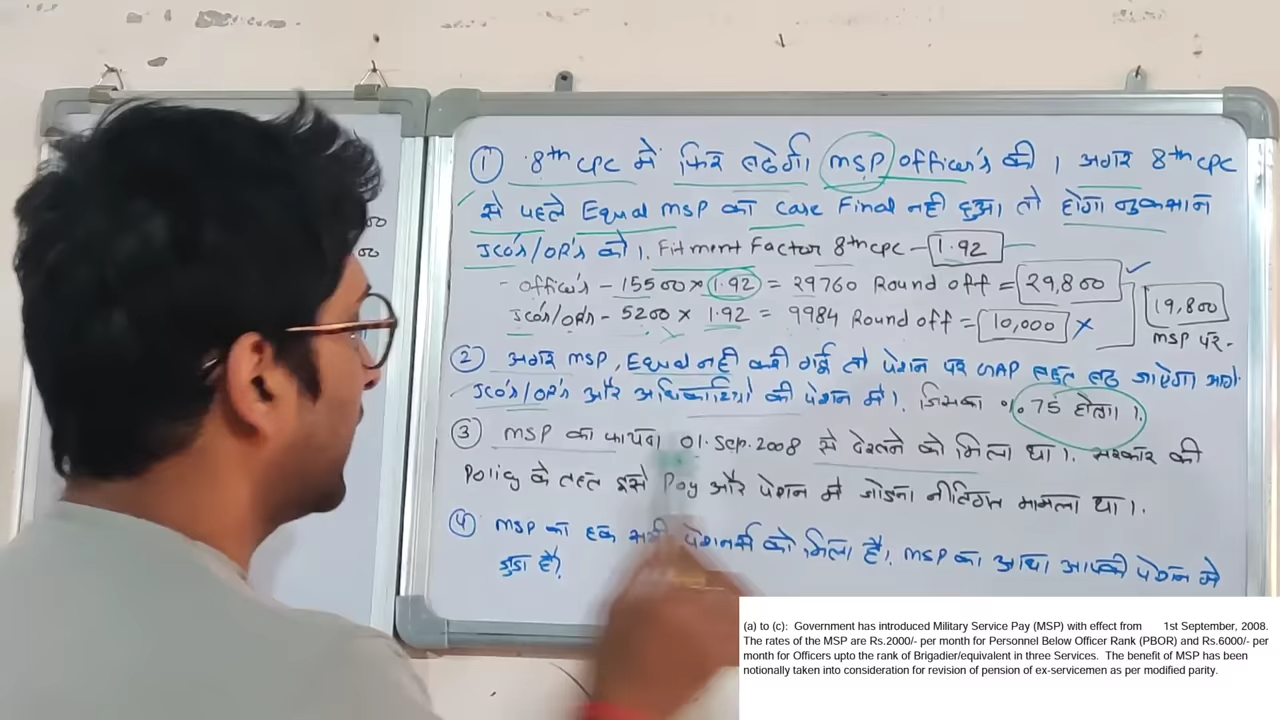 00
00
① 8th CPC में फिर बढेगी MSP officer's की । अगर 8th CPC
से पहले Equal MSP का Case Final नही हुआ तो होगा नुकसान
JCO's/OR's को ।. Fitment Factor 8th CPC - 1.92
- officer's - 15500 x 1.92 = 29760 Round off = 29,800
JCO's/OR's - 5200 x 1.92 = 9984 Round off = 10,000 x
19,800
MSP पर -
② अगर MSP, Equal नही करी गई तो पेंशन पर GAP बहुत बढ जाऐगा
JCO's/OR's और अधिकारियो की पेंशन मे ।. जिसका % 75 होगा ।.
③ MSP का फायदा 01. Sep. 2008 से देखने को मिला था ।. सरकार की
Policy के तहत इसे Pay और पेंशन मे जोडना नीतिगत मामला था ।.
④ MSP का हक सभी पेंशनर्स को मिला है ।. MSP का आधा आपकी पेंशन मे
जुडा है ।
(a) to (c): Government has introduced Military Service Pay (MSP) with effect from 1st September, 2008.
The rates of the MSP are Rs.2000/- per month for Personnel Below Officer Rank (PBOR) and Rs.6000/- per
month for Officers upto the rank of Brigadier/equivalent in three Services. The benefit of MSP has been
notionally taken into consideration for revision of pension of ex-servicemen as per modified parity.